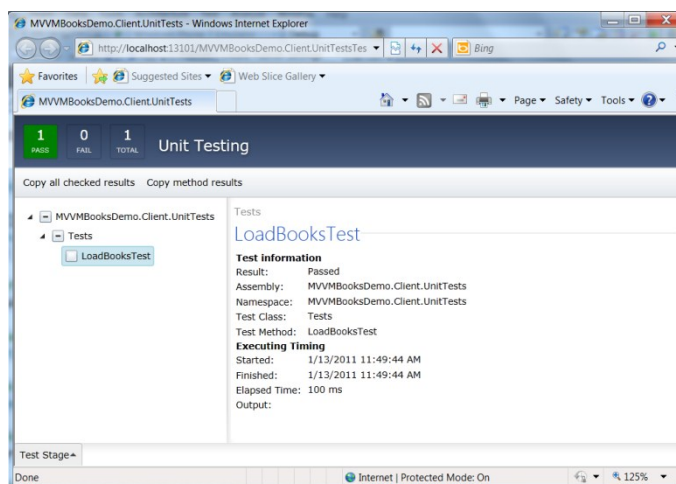 MVVMBooksDemo.Client.UnitTests - Windows Internet Explorer
http://localhost:13101/MVVMBooksDemo.Client.UnitTestsTes
Bing
Favorites Suggested Sites Web Slice Gallery
MVVMBooksDemo.Client.UnitTests Page Safety Tools
1 0 1
PASS FAIL TOTAL
Unit Testing
Copy all checked results Copy method results
MVVMBooksDemo.Client.UnitTests
Tests
LoadBooksTest
Tests
LoadBooksTest
Test information
Result: Passed
Assembly: MVVMBooksDemo.Client.UnitTests
Namespace: MVVMBooksDemo.Client.UnitTests
Test Class: Tests
Test Method: LoadBooksTest
Executing Timing
Started: 1/13/2011 11:49:44 AM
Finished: 1/13/2011 11:49:44 AM
Elapsed Time: 100 ms
Output:
Test Stage
Done Internet | Protected Mode: On 125%